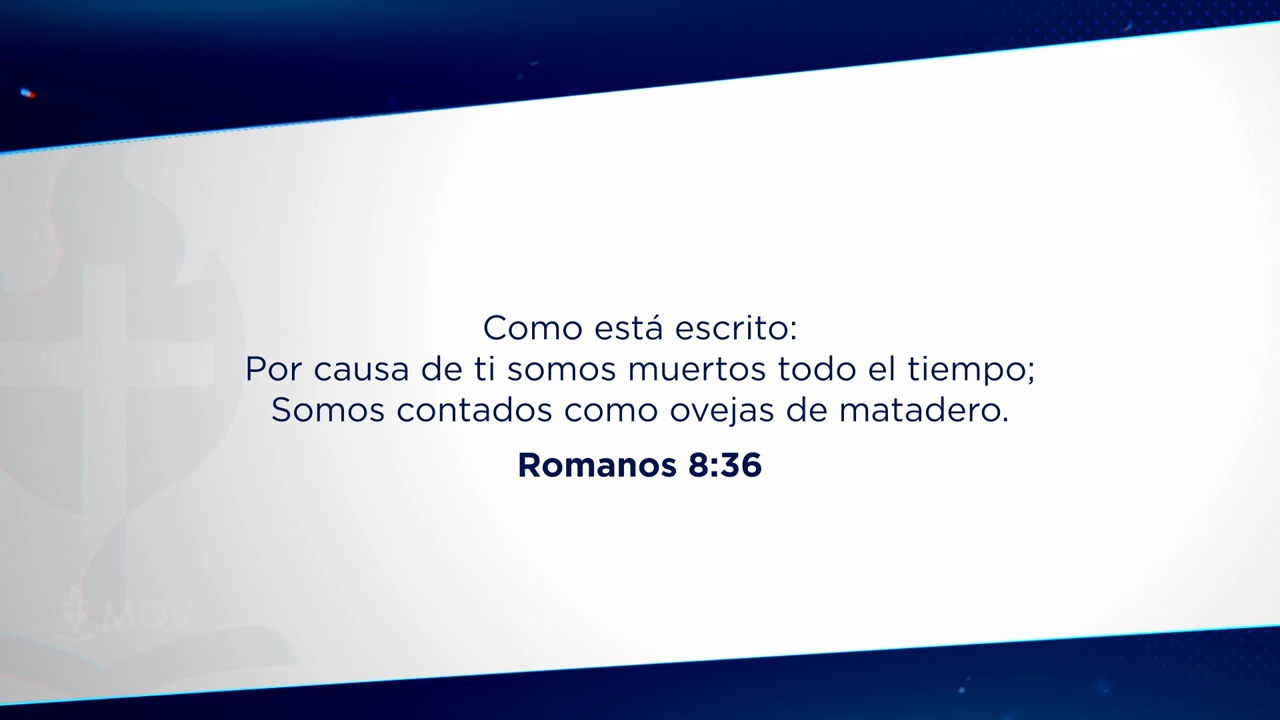 Como está escrito:
Por causa de ti somos muertos todo el tiempo;
Somos contados como ovejas de matadero.
Romanos 8:36
MQV